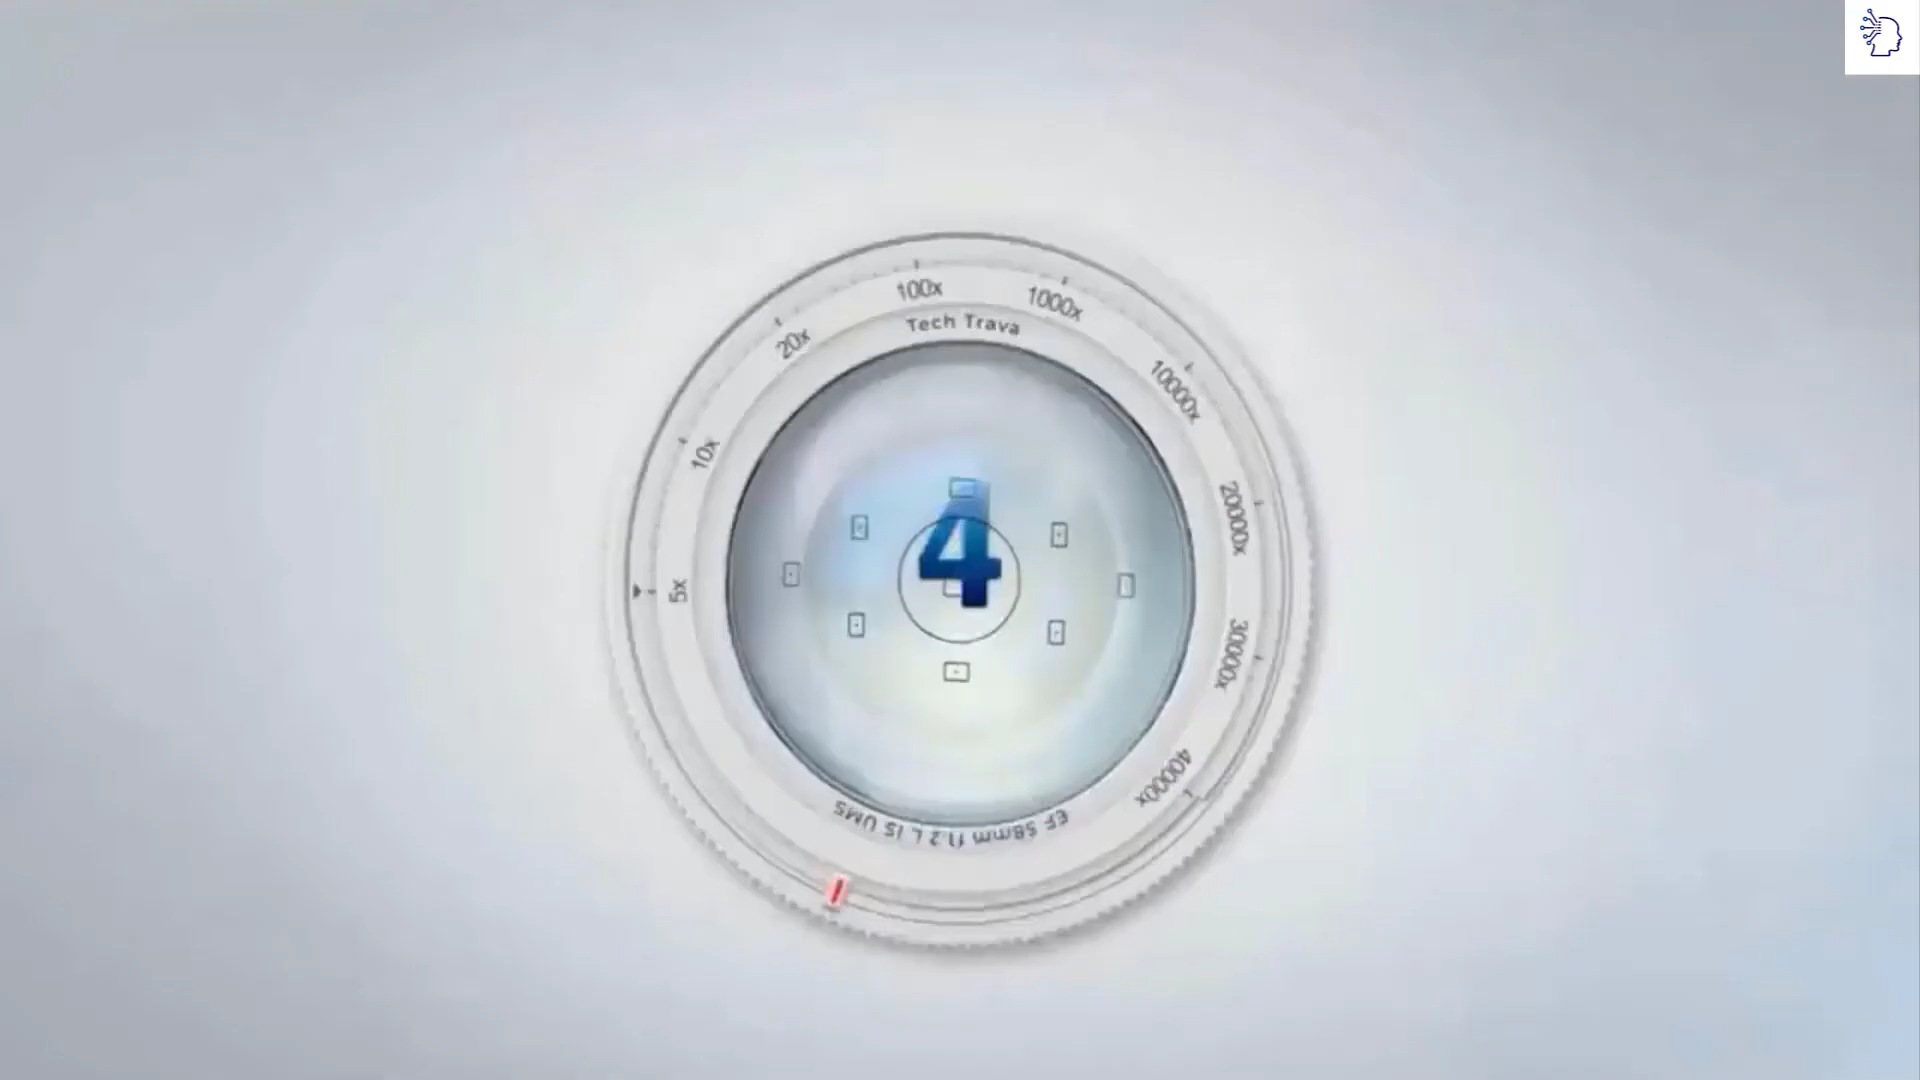 100x
1000x
Tech Trava
20x
10000x
10x
20000x
4
5x
30000x
40000x
EF 58mm f1.2 L IS UMS